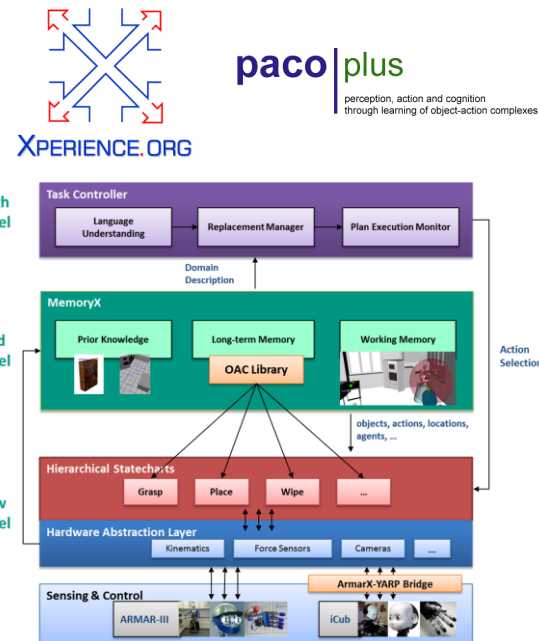 paco plus
perception, action and cognition
through learning of object-action complexes
XPERIENCE.ORG
Task Controller
Language
Understanding
Replacement Manager
Plan Execution Monitor
Domain
Description
MemoryX
Prior Knowledge
Long-term Memory
Working Memory
OAC Library
Action
Selection
objects, actions, locations,
agents, ...
Hierarchical Statecharts
Grasp
Place
Wipe
...
Hardware Abstraction Layer
Kinematics
Force Sensors
Cameras
...
ArmarX-YARP Bridge
Sensing & Control
ARMAR-III
iCub